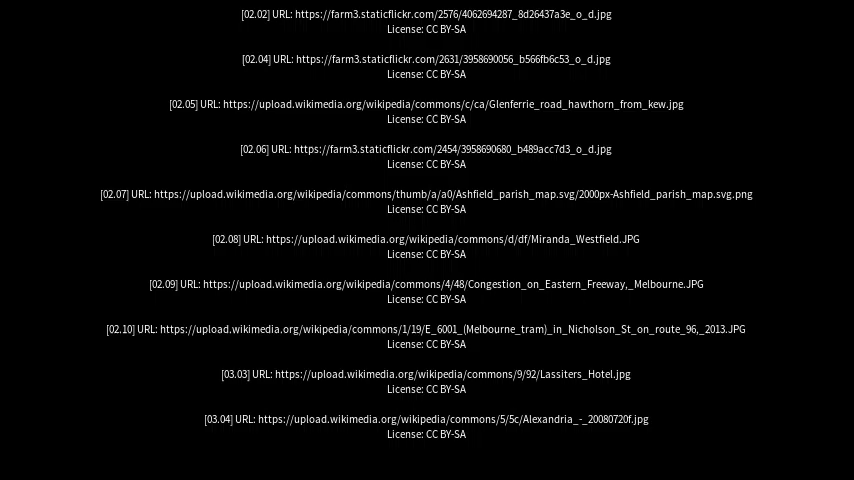 [02.02] URL: https://farm3.staticflickr.com/2576/4062694287_8d26437a3e_o_d.jpg
License: CC BY-SA
[02.04] URL: https://farm3.staticflickr.com/2631/3958690056_b566fb6c53_o_d.jpg
License: CC BY-SA
[02.05] URL: https://upload.wikimedia.org/wikipedia/commons/c/ca/Glenferrie_road_hawthorn_from_kew.jpg
License: CC BY-SA
[02.06] URL: https://farm3.staticflickr.com/2454/3958690680_b489acc7d3_o_d.jpg
License: CC BY-SA
[02.07] URL: https://upload.wikimedia.org/wikipedia/commons/thumb/a/a0/Ashfield_parish_map.svg/2000px-Ashfield_parish_map.svg.png
License: CC BY-SA
[02.08] URL: https://upload.wikimedia.org/wikipedia/commons/d/df/Miranda_Westfield.JPG
License: CC BY-SA
[02.09] URL: https://upload.wikimedia.org/wikipedia/commons/4/48/Congestion_on_Eastern_Freeway,_Melbourne.JPG
License: CC BY-SA
[02.10] URL: https://upload.wikimedia.org/wikipedia/commons/1/19/E_6001_(Melbourne_tram)_in_Nicholson_St_on_route_96,_2013.JPG
License: CC BY-SA
[03.03] URL: https://upload.wikimedia.org/wikipedia/commons/9/92/Lassiters_Hotel.jpg
License: CC BY-SA
[03.04] URL: https://upload.wikimedia.org/wikipedia/commons/5/5c/Alexandria_-_20080720f.jpg
License: CC BY-SA